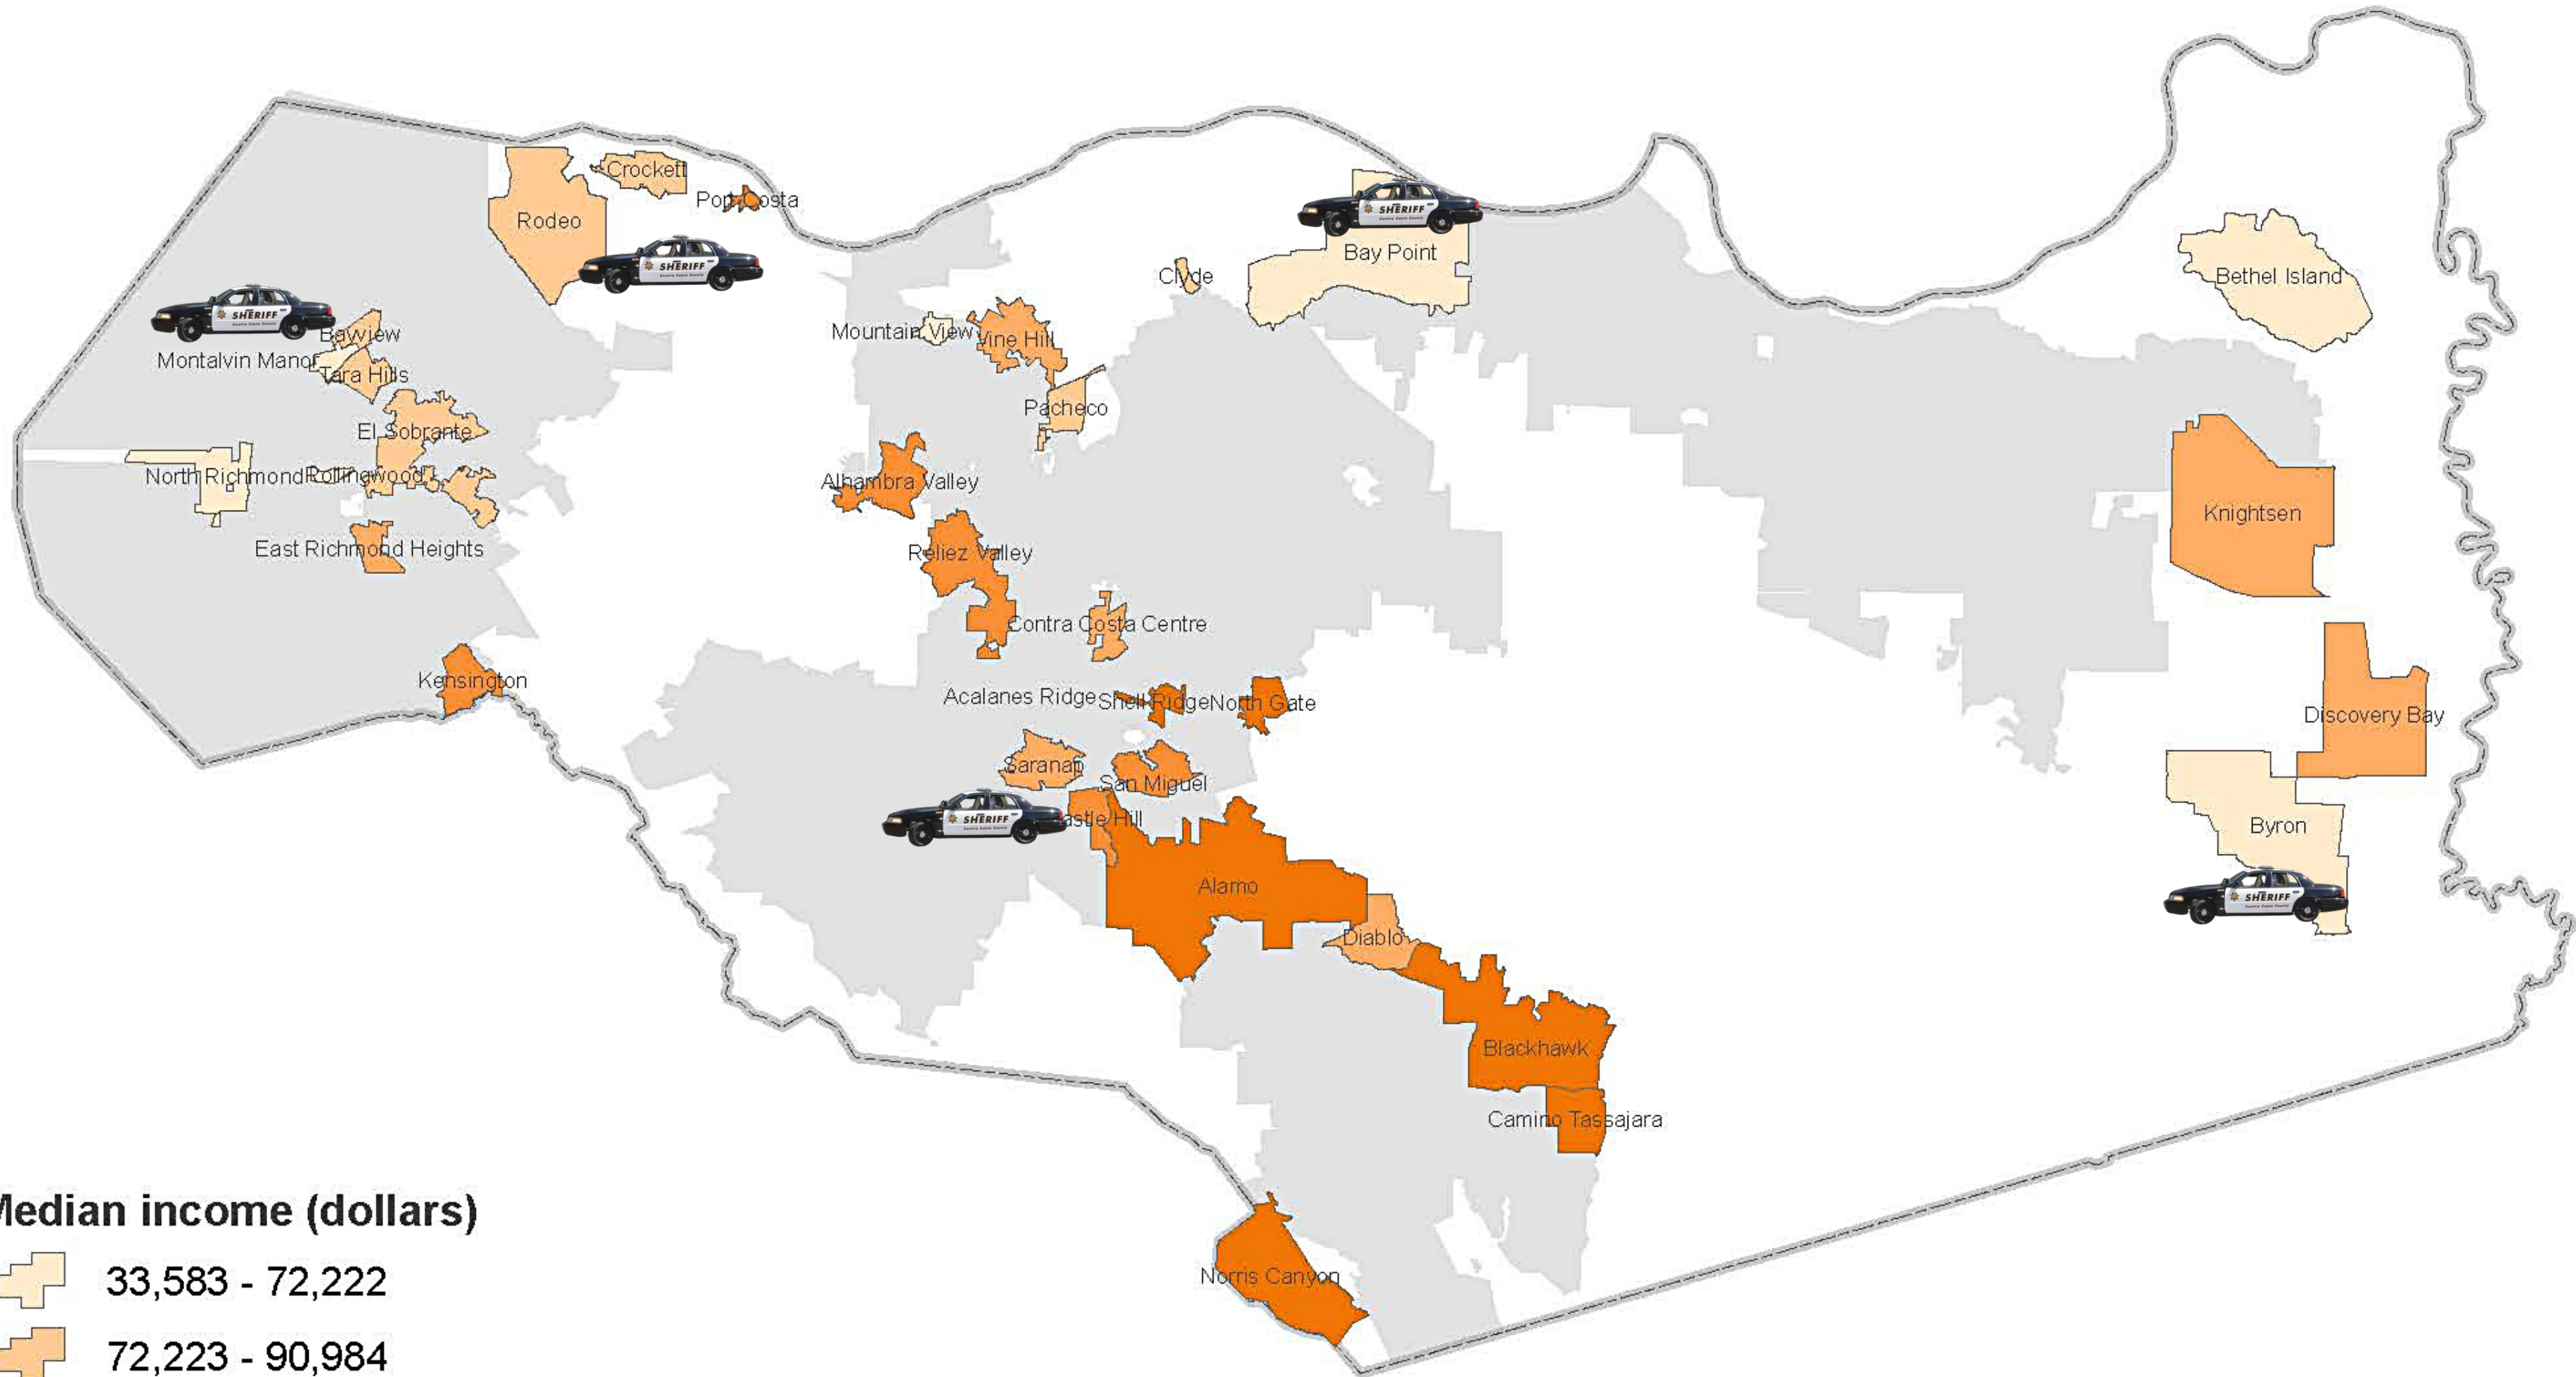 Crockett
Port Costa
Rodeo
SHERIFF
SHERIFF
Bay Point
Clyde
Bethel Island
SHERIFF
Bayview
Montalvin Manor
Tara Hills
Mountain View
Vine Hill
Pacheco
El Sobrante
North Richmond
Rollingwood
Alhambra Valley
East Richmond Heights
Reliez Valley
Knightsen
Contra Costa Centre
Kensington
Acalanes Ridge
Shell Ridge
North Gate
Discovery Bay
Saranap
San Miguel
SHERIFF
astle Hill
Byron
Alamo
SHERIFF
Diablo
Blackhawk
Camino Tassajara
Norris Canyon
Median income (dollars)
33,583 - 72,222
72,223 - 90,984